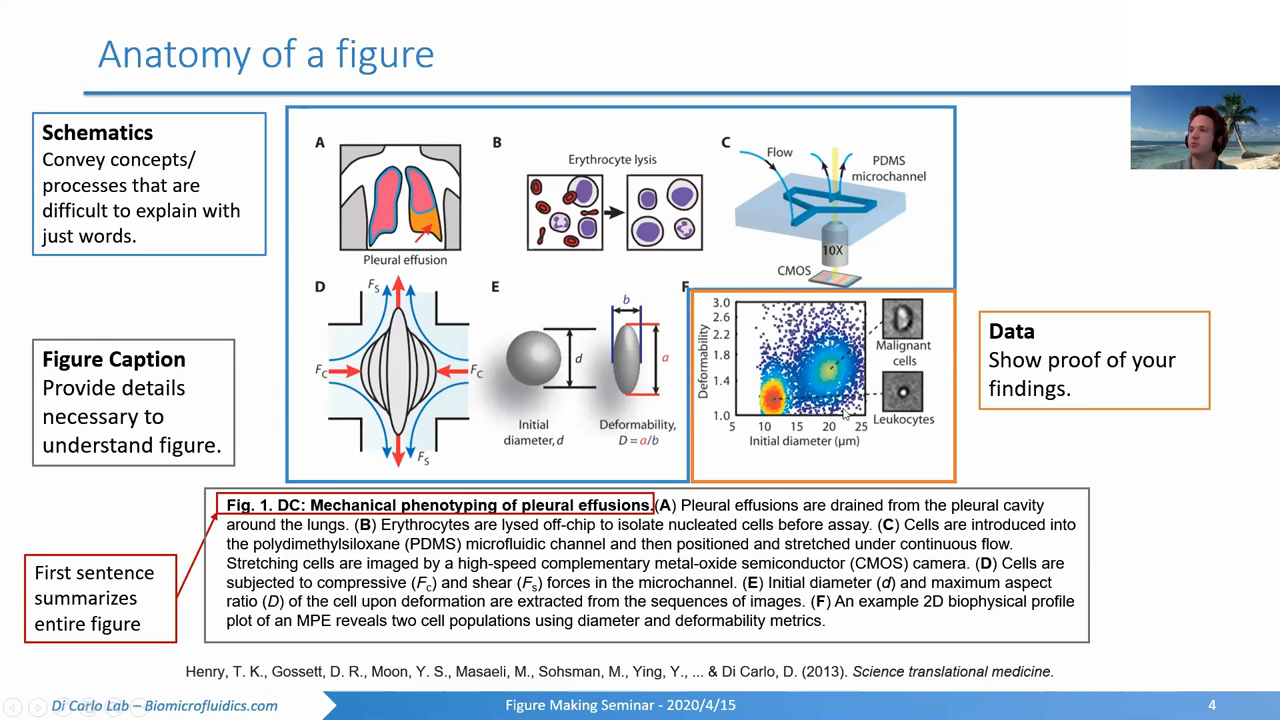 Anatomy of a figure
Schematics
Convey concepts/
processes that are
difficult to explain with
just words.
Figure Caption
Provide details
necessary to
understand figure.
First sentence
summarizes
entire figure
A
Pleural effusion
B
Erythrocyte lysis
C
Flow
PDMS
microchannel
10X
CMOS
D
Fs
Fc
Fc
Fs
E
d
Initial
diameter, d
b
a
Deformability,
D = a/b
F
Deformability
3.0
2.6
2.2
1.8
1.4
1.0
5 10 15 20 25
Initial diameter (μm)
Malignant
cells
Leukocytes
Data
Show proof of your
findings.
Fig. 1. DC: Mechanical phenotyping of pleural effusions. (A) Pleural effusions are drained from the pleural cavity
around the lungs. (B) Erythrocytes are lysed off-chip to isolate nucleated cells before assay. (C) Cells are introduced into
the polydimethylsiloxane (PDMS) microfluidic channel and then positioned and stretched under continuous flow.
Stretching cells are imaged by a high-speed complementary metal-oxide semiconductor (CMOS) camera. (D) Cells are
subjected to compressive (Fc) and shear (Fs) forces in the microchannel. (E) Initial diameter (d) and maximum aspect
ratio (D) of the cell upon deformation are extracted from the sequences of images. (F) An example 2D biophysical profile
plot of an MPE reveals two cell populations using diameter and deformability metrics.
Henry, T. K., Gossett, D. R., Moon, Y. S., Masaeli, M., Sohsman, M., Ying, Y., ... & Di Carlo, D. (2013). Science translational medicine.
Di Carlo Lab – Biomicrofluidics.com
Figure Making Seminar - 2020/4/15
4